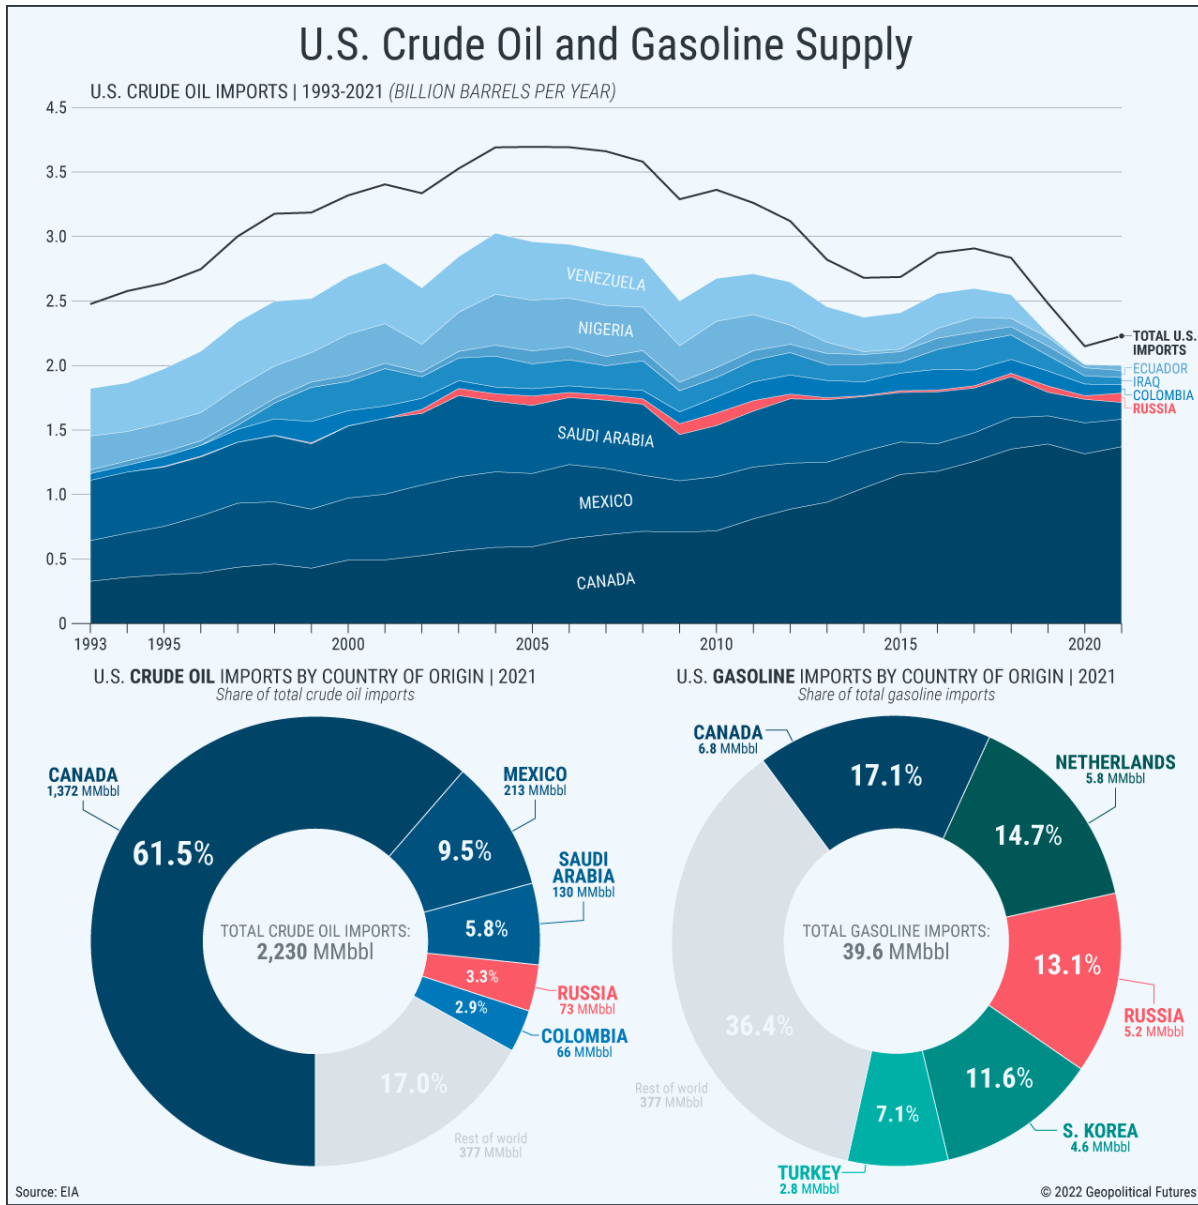 U.S. Crude Oil and Gasoline Supply
U.S. CRUDE OIL IMPORTS | 1993-2021 (BILLION BARRELS PER YEAR)
4.5
3.5
3.0
2.5
2.0
1.5
1.0
0.5
0
VENEZUELA
NIGERIA
SAUDI ARABIA
MEXICO
CANADA
TOTAL U.S.
IMPORTS
ECUADOR
IRAQ
COLOMBIA
RUSSIA
1993
1995
2000
2005
2010
2015
2020
U.S. CRUDE OIL IMPORTS BY COUNTRY OF ORIGIN | 2021
Share of total crude oil imports
CANADA
1,372 MMbbl
61.5%
MEXICO
213 MMbbl
9.5%
SAUDI
ARABIA
130 MMbbl
5.8%
TOTAL CRUDE OIL IMPORTS:
2,230 MMbbl
3.3%
RUSSIA
73 MMbbl
2.9%
COLOMBIA
66 MMbbl
17.0%
Rest of world
377 MMbbl
U.S. GASOLINE IMPORTS BY COUNTRY OF ORIGIN | 2021
Share of total gasoline imports
CANADA
6.8 MMbbl
17.1%
NETHERLANDS
5.8 MMbbl
14.7%
TOTAL GASOLINE IMPORTS:
39.6 MMbbl
13.1%
RUSSIA
5.2 MMbbl
36.4%
Rest of world
377 MMbbl
11.6%
S. KOREA
4.6 MMbbl
7.1%
TURKEY
2.8 MMbbl
Source: EIA
© 2022 Geopolitical Futures